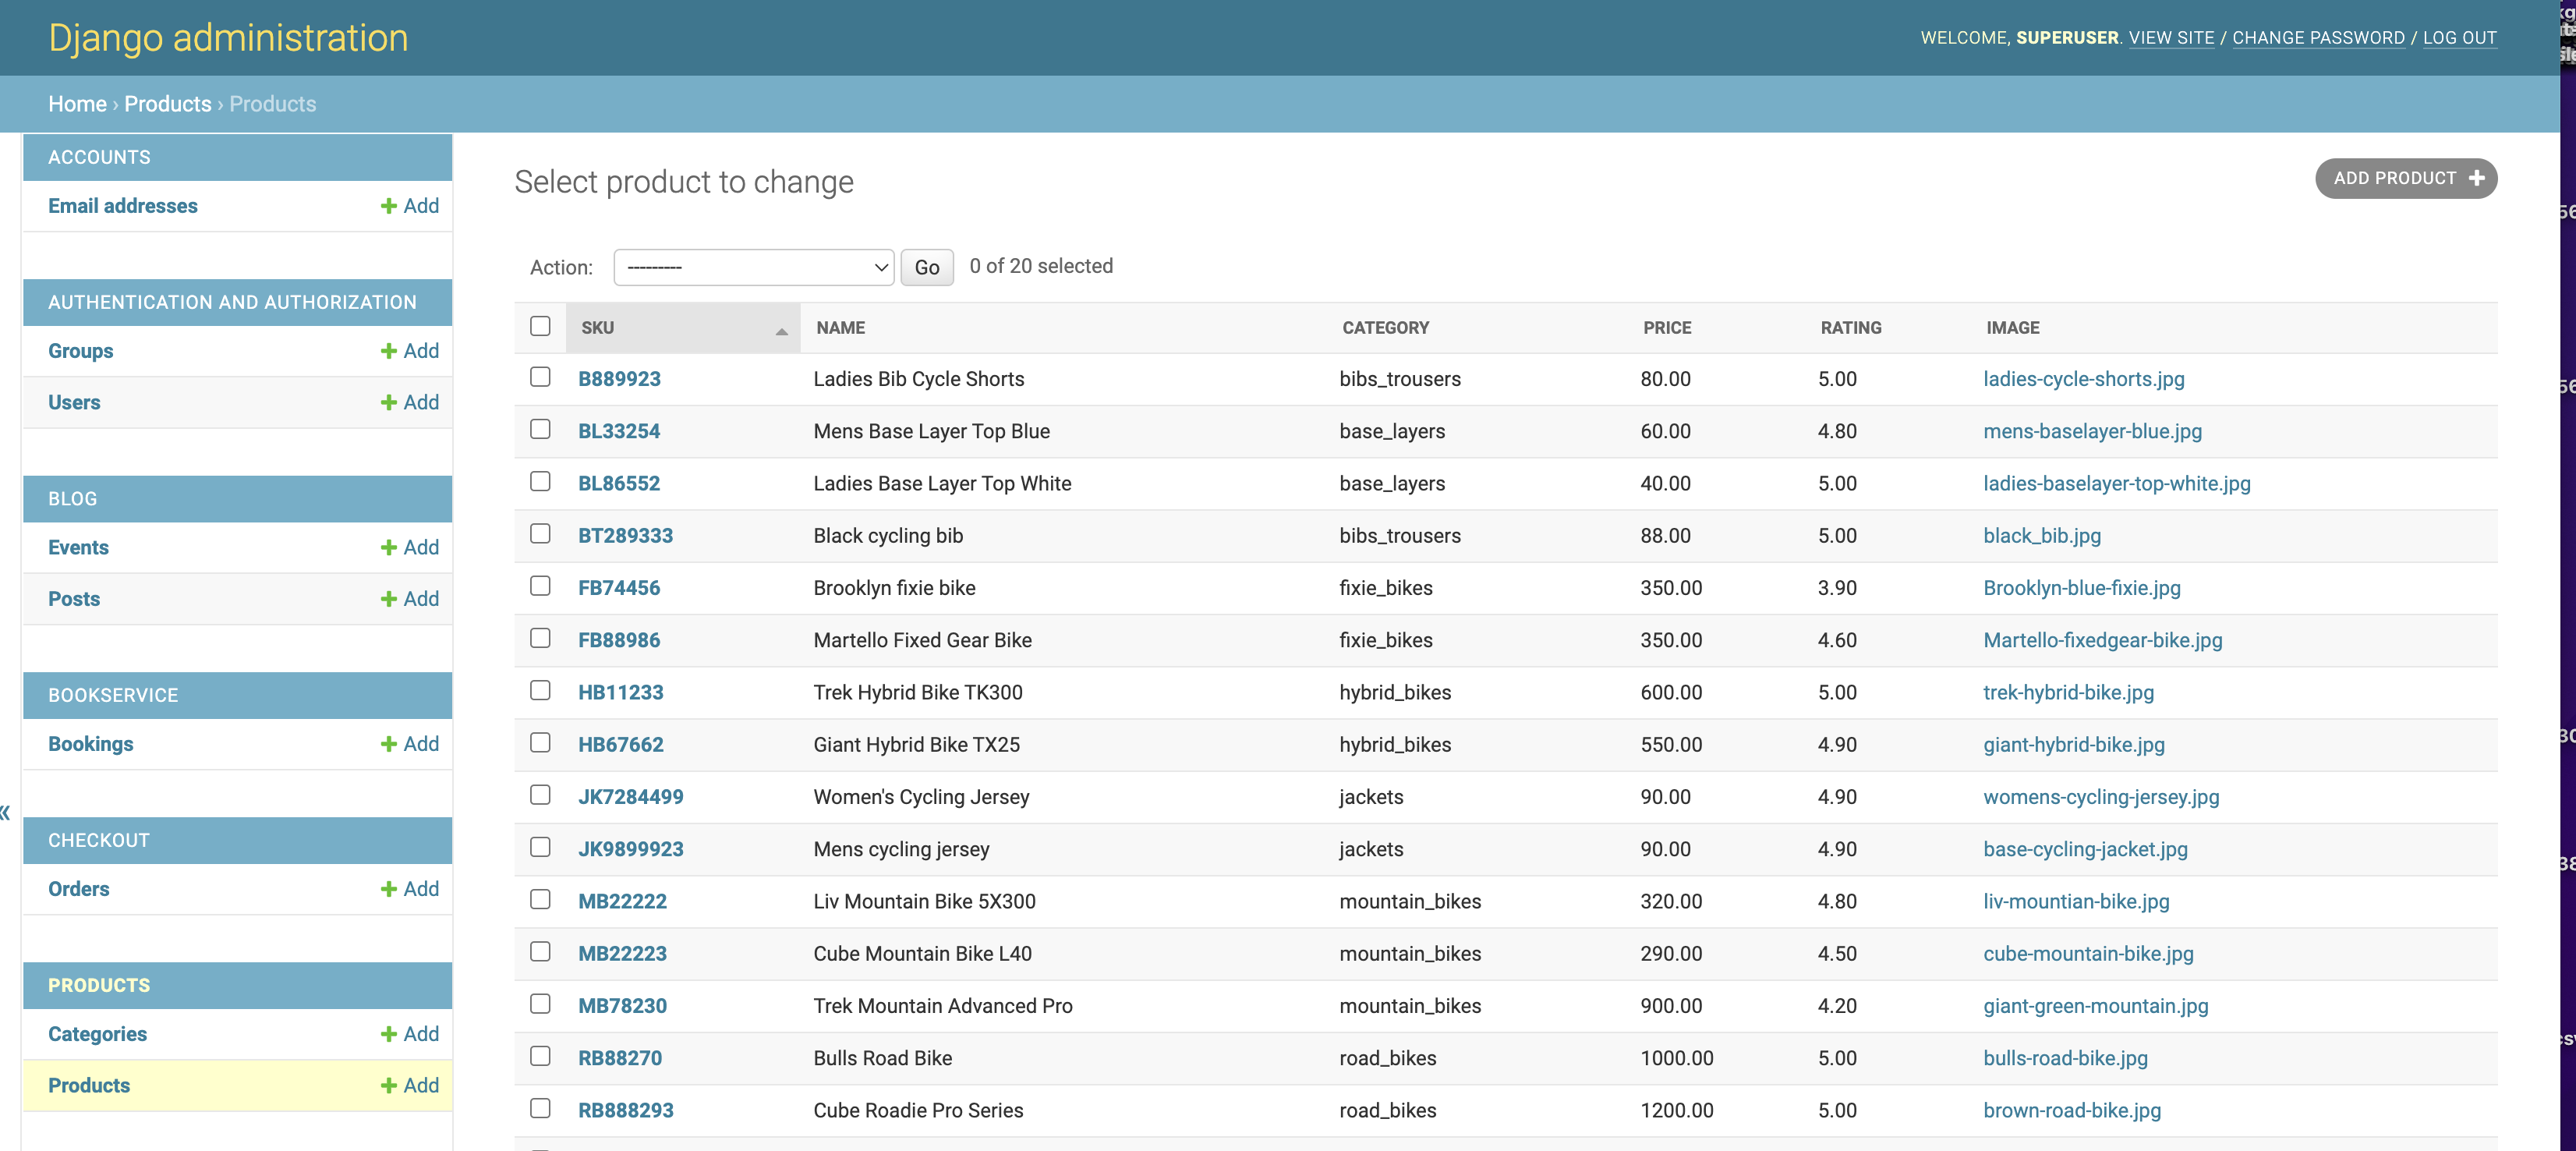 Django administration
WELCOME, SUPERUSER. VIEW SITE / CHANGE PASSWORD / LOG OUT
Home › Products › Products
ACCOUNTS
Email addresses + Add
AUTHENTICATION AND AUTHORIZATION
Groups + Add
Users + Add
BLOG
Events + Add
Posts + Add
BOOKSERVICE
Bookings + Add
«
CHECKOUT
Orders + Add
PRODUCTS
Categories + Add
Products + Add
Select product to change
ADD PRODUCT +
Action: --------- Go 0 of 20 selected
SKU NAME CATEGORY PRICE RATING IMAGE
B889923 Ladies Bib Cycle Shorts bibs_trousers 80.00 5.00 ladies-cycle-shorts.jpg
BL33254 Mens Base Layer Top Blue base_layers 60.00 4.80 mens-baselayer-blue.jpg
BL86552 Ladies Base Layer Top White base_layers 40.00 5.00 ladies-baselayer-top-white.jpg
BT289333 Black cycling bib bibs_trousers 88.00 5.00 black_bib.jpg
FB74456 Brooklyn fixie bike fixie_bikes 350.00 3.90 Brooklyn-blue-fixie.jpg
FB88986 Martello Fixed Gear Bike fixie_bikes 350.00 4.60 Martello-fixedgear-bike.jpg
HB11233 Trek Hybrid Bike TK300 hybrid_bikes 600.00 5.00 trek-hybrid-bike.jpg
HB67662 Giant Hybrid Bike TX25 hybrid_bikes 550.00 4.90 giant-hybrid-bike.jpg
JK7284499 Women's Cycling Jersey jackets 90.00 4.90 womens-cycling-jersey.jpg
JK9899923 Mens cycling jersey jackets 90.00 4.90 base-cycling-jacket.jpg
MB22222 Liv Mountain Bike 5X300 mountain_bikes 320.00 4.80 liv-mountian-bike.jpg
MB22223 Cube Mountain Bike L40 mountain_bikes 290.00 4.50 cube-mountain-bike.jpg
MB78230 Trek Mountain Advanced Pro mountain_bikes 900.00 4.20 giant-green-mountain.jpg
RB88270 Bulls Road Bike road_bikes 1000.00 5.00 bulls-road-bike.jpg
RB888293 Cube Roadie Pro Series road_bikes 1200.00 5.00 brown-road-bike.jpg